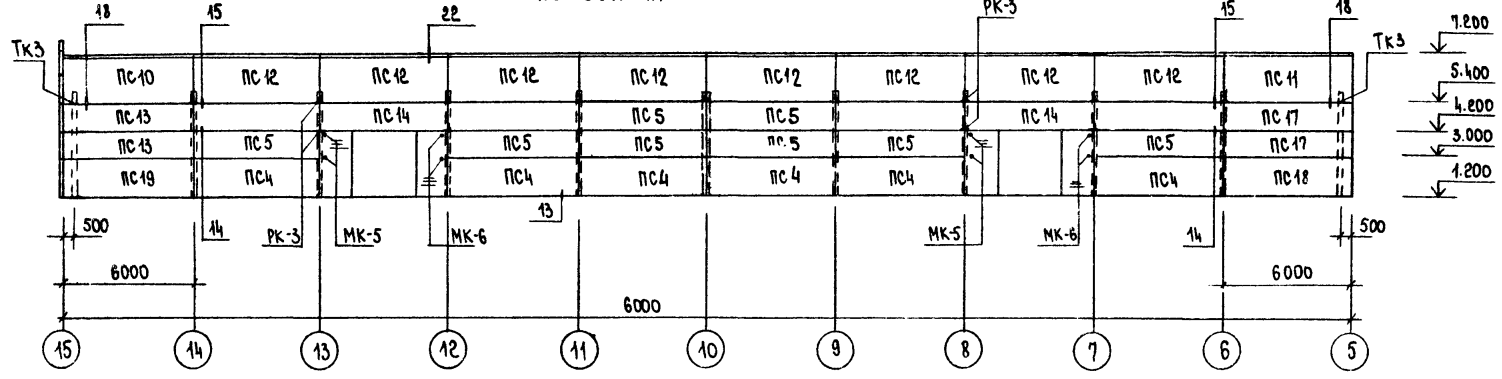 18 15 22 РК-3 15 18
ТК3 ТК3 7.200
ПС10 ПС12 ПС12 ПС12 ПС12 ПС12 ПС12 ПС12 ПС12 ПС11 5.400
ПС13 ПС14 ПС5 ПС5 ПС14 ПС17 4.200
ПС13 ПС5 ПС5 ПС5 ПС5 ПС5 ПС5 ПС17 3.000
ПС19 ПС4 ПС4 ПС4 ПС4 ПС4 ПС4 ПС18 1.200
13
500 14 РК-3 МК-5 МК-6 МК-5 МК-6 14 500
6000 6000
6000
15 14 13 12 11 10 9 8 7 6 5